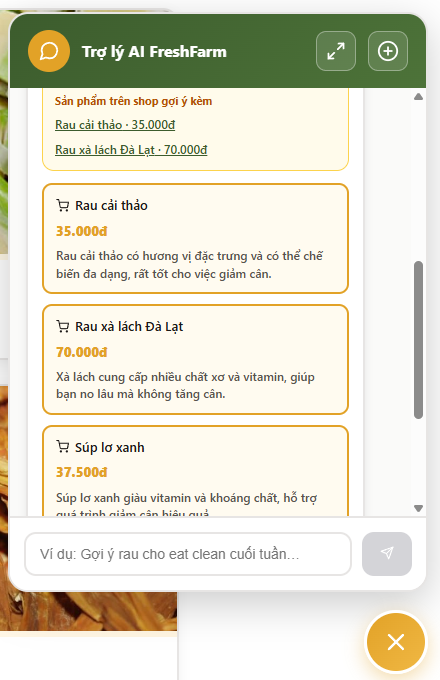 Trợ lý AI FreshFarm
Sản phẩm trên shop gợi ý kèm
Rau cải thảo · 35.000đ
Rau xà lách Đà Lạt · 70.000đ
Rau cải thảo
35.000đ
Rau cải thảo có hương vị đặc trưng và có thể chế
biến đa dạng, rất tốt cho việc giảm cân.
Rau xà lách Đà Lạt
70.000đ
Xà lách cung cấp nhiều chất xơ và vitamin, giúp
bạn no lâu mà không tăng cân.
Súp lơ xanh
37.500đ
Súp lơ xanh giàu vitamin và khoáng chất, hỗ trợ
quá trình giảm cân hiệu quả.
Ví dụ: Gợi ý rau cho eat clean cuối tuần...